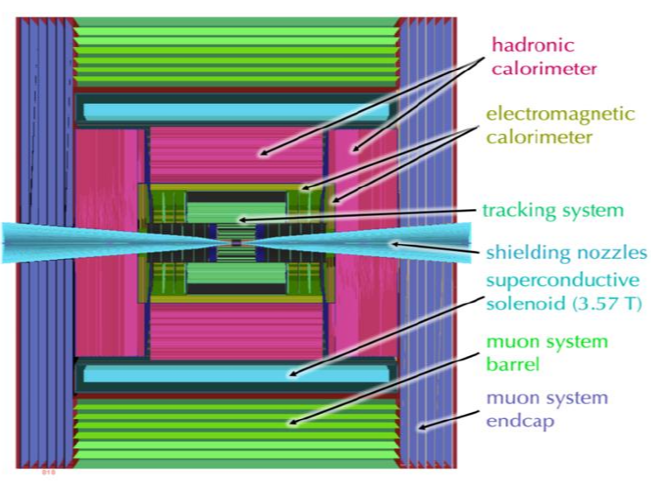 hadronic
calorimeter
electromagnetic
calorimeter
tracking system
shielding nozzles
superconductive
solenoid (3.57 T)
muon system
barrel
muon system
endcap